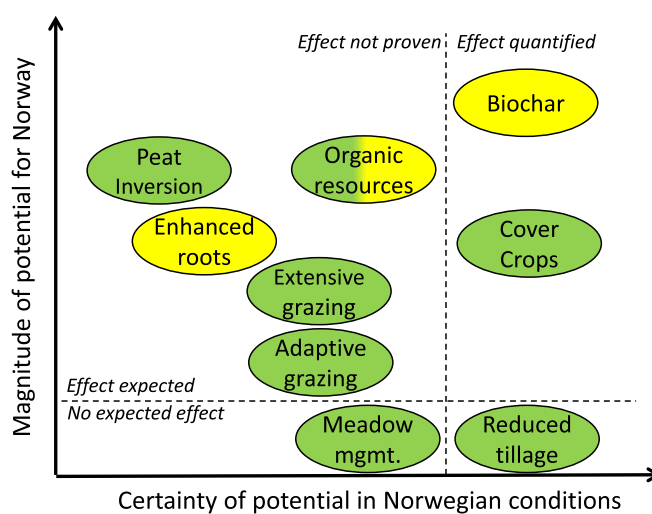 Effect not proven
Effect quantified
Biochar
Peat
Inversion
Organic
resources
Enhanced
roots
Cover
Crops
Extensive
grazing
Adaptive
grazing
Effect expected
No expected effect
Meadow
mgmt.
Reduced
tillage
Magnitude of potential for Norway
Certainty of potential in Norwegian conditions